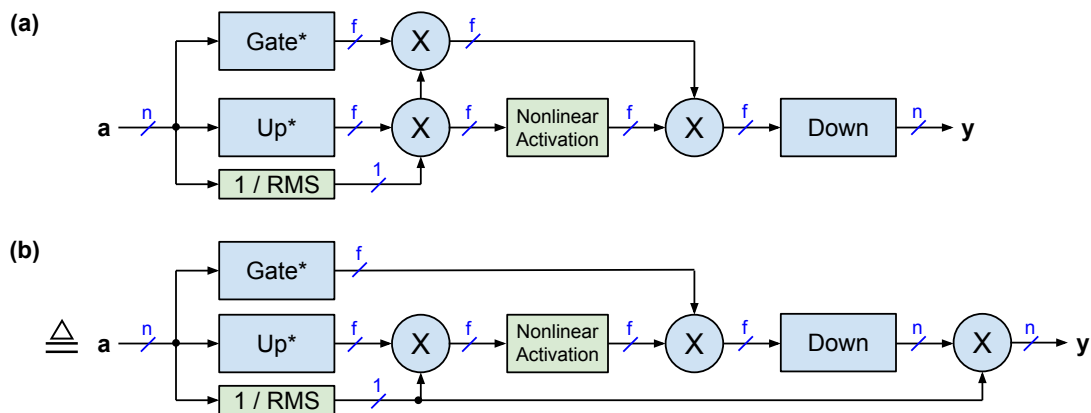 (a)
Gate* f X f
a n Up* f X f Nonlinear Activation f X f Down n y
1 / RMS 1
(b)
Gate* f
≜ a n Up* f X f Nonlinear Activation f X f Down n X n y
1 / RMS 1